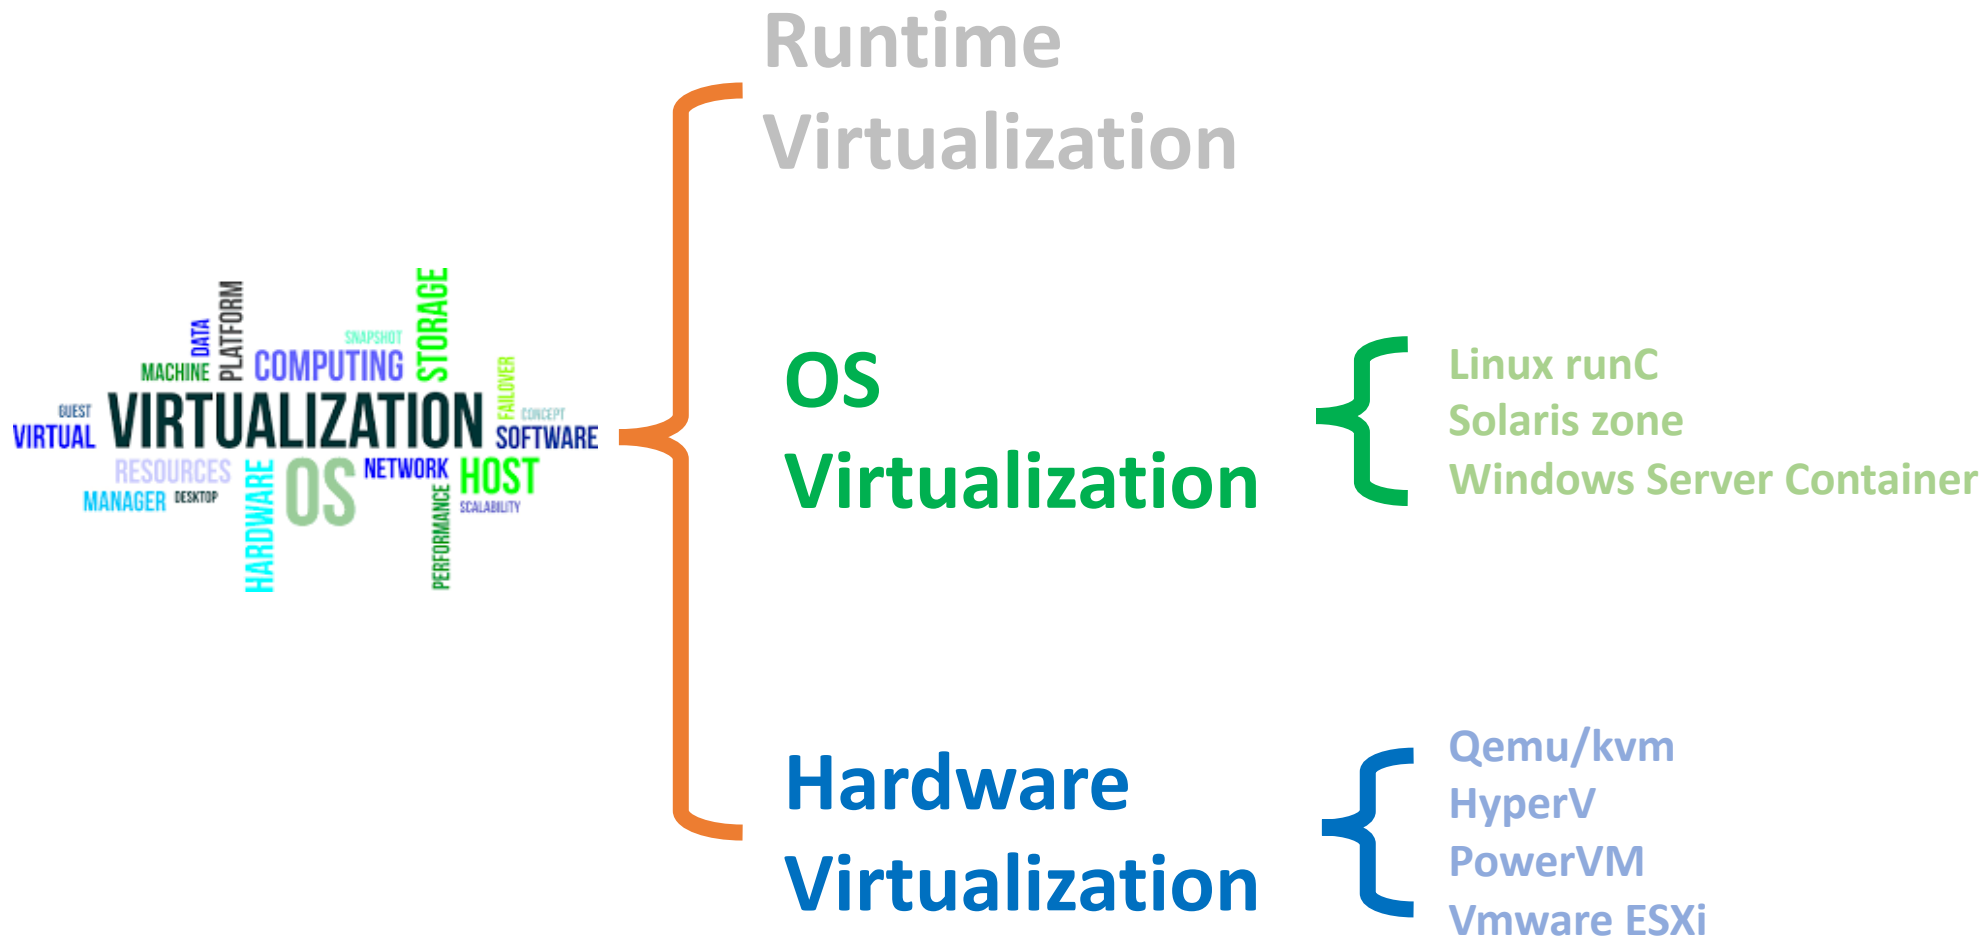 Runtime
Virtualization
STORAGE
PLATFORM
DATA
SNAPSHOT
MACHINE
COMPUTING
FAILOVER
GUEST
VIRTUALIZATION
CONCEPT
VIRTUAL
SOFTWARE
RESOURCES
HARDWARE
OS
NETWORK
HOST
MANAGER
DESKTOP
PERFORMANCE
SCALABILITY
OS
Virtualization
Linux runC
Solaris zone
Windows Server Container
Hardware
Virtualization
Qemu/kvm
HyperV
PowerVM
Vmware ESXi